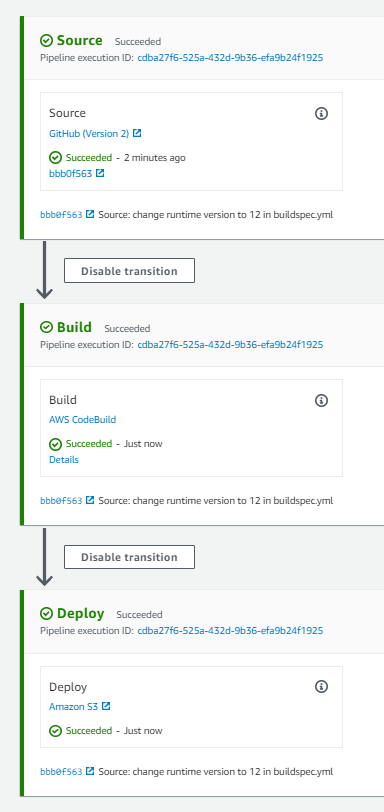 Source Succeeded
Pipeline execution ID: cdba27f6-525a-432d-9b36-efa9b24f1925
Source
GitHub (Version 2)
Succeeded - 2 minutes ago
bbb0f563
bbb0f563 Source: change runtime version to 12 in buildspec.yml
Disable transition
Build Succeeded
Pipeline execution ID: cdba27f6-525a-432d-9b36-efa9b24f1925
Build
AWS CodeBuild
Succeeded - Just now
Details
bbb0f563 Source: change runtime version to 12 in buildspec.yml
Disable transition
Deploy Succeeded
Pipeline execution ID: cdba27f6-525a-432d-9b36-efa9b24f1925
Deploy
Amazon S3
Succeeded - Just now
bbb0f563 Source: change runtime version to 12 in buildspec.yml